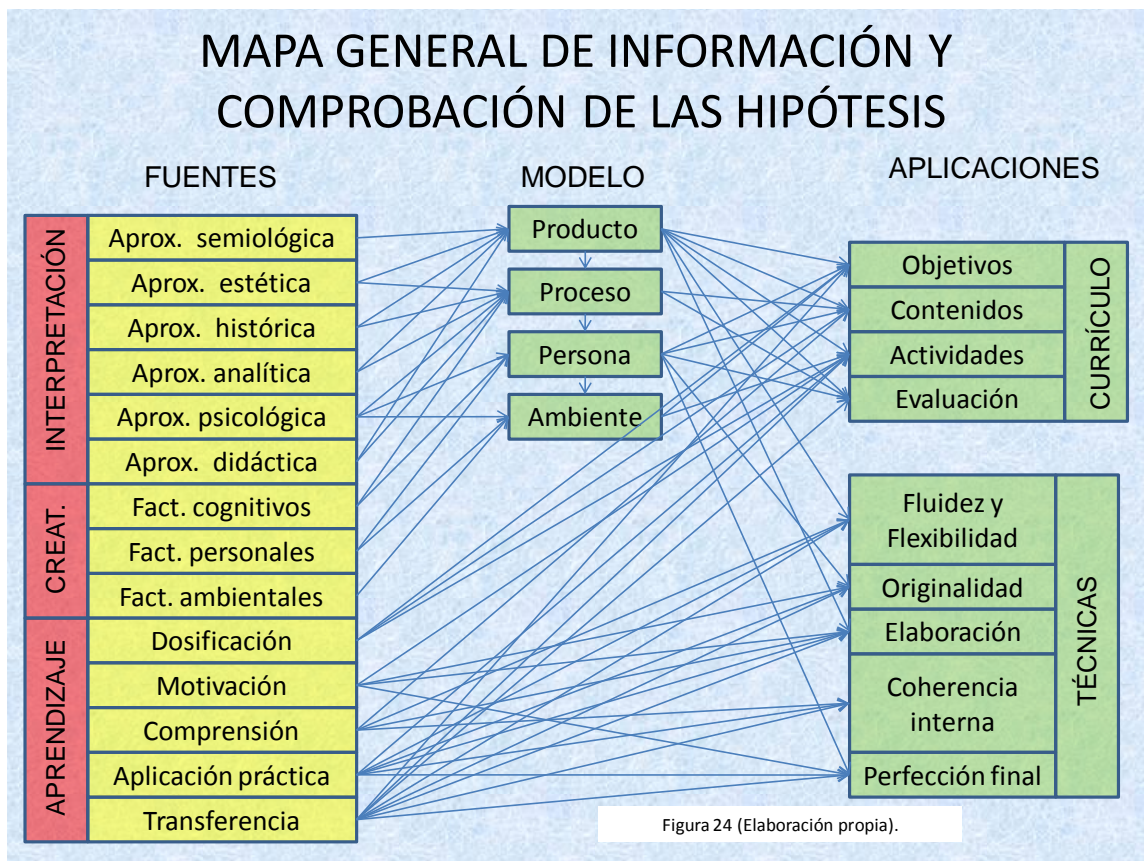 MAPA GENERAL DE INFORMACIÓN Y
COMPROBACIÓN DE LAS HIPÓTESIS
FUENTES
MODELO
APLICACIONES
INTERPRETACIÓN
Aprox. semiológica
Aprox. estética
Aprox. histórica
Aprox. analítica
Aprox. psicológica
Aprox. didáctica
CREAT.
Fact. cognitivos
Fact. personales
Fact. ambientales
APRENDIZAJE
Dosificación
Motivación
Comprensión
Aplicación práctica
Transferencia
Producto
Proceso
Persona
Ambiente
Objetivos
Contenidos
Actividades
Evaluación
CURRÍCULO
Fluidez y
Flexibilidad
Originalidad
Elaboración
Coherencia
interna
Perfección final
TÉCNICAS
Figura 24 (Elaboración propia).